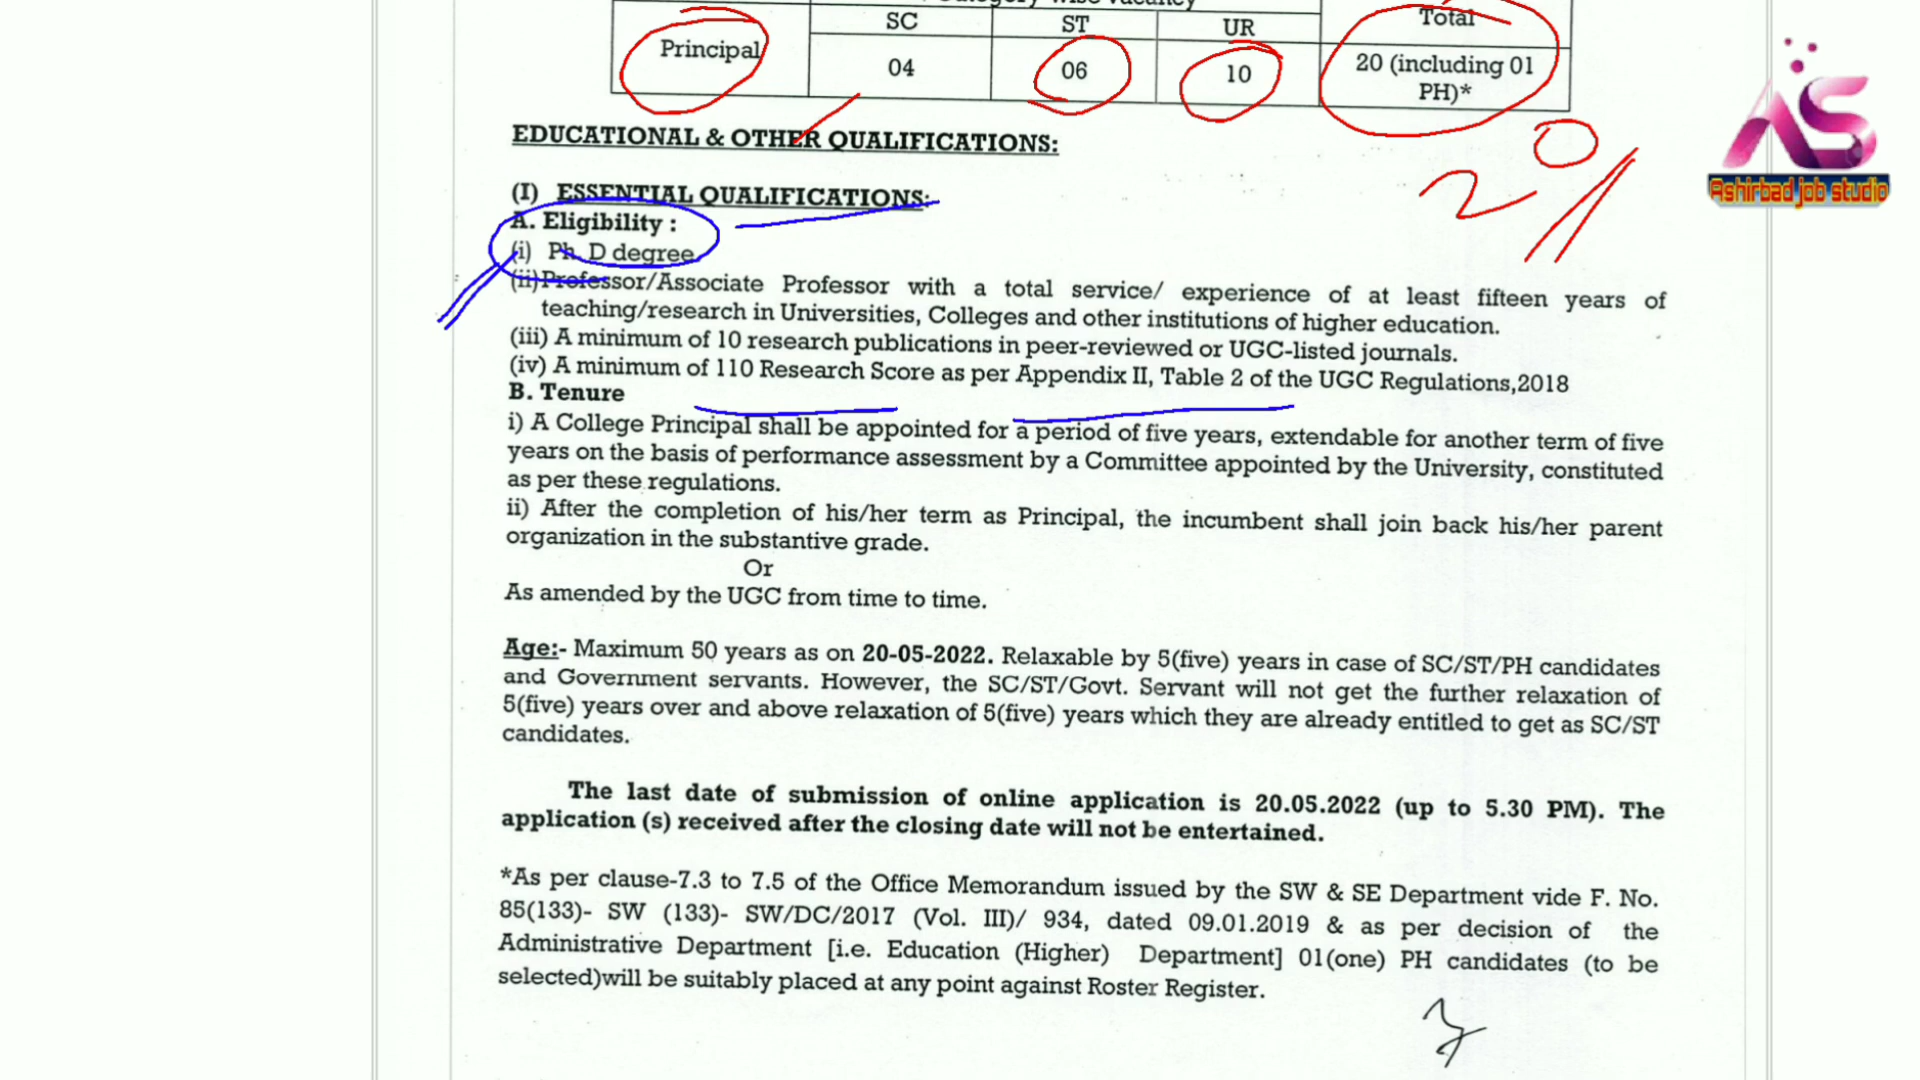 Category wise vacancy
SC ST UR Total
Principal 04 06 10 20 (including 01
PH)*
20
AS
Ashirbad job studio
EDUCATIONAL & OTHER QUALIFICATIONS:
(I) ESSENTIAL QUALIFICATIONS:
A. Eligibility :
(i) Ph. D degree
(ii) Professor/Associate Professor with a total service/ experience of at least fifteen years of
teaching/research in Universities, Colleges and other institutions of higher education.
(iii) A minimum of 10 research publications in peer-reviewed or UGC-listed journals.
(iv) A minimum of 110 Research Score as per Appendix II, Table 2 of the UGC Regulations,2018
B. Tenure
i) A College Principal shall be appointed for a period of five years, extendable for another term of five
years on the basis of performance assessment by a Committee appointed by the University, constituted
as per these regulations.
ii) After the completion of his/her term as Principal, the incumbent shall join back his/her parent
organization in the substantive grade.
Or
As amended by the UGC from time to time.
Age:- Maximum 50 years as on 20-05-2022. Relaxable by 5(five) years in case of SC/ST/PH candidates
and Government servants. However, the SC/ST/Govt. Servant will not get the further relaxation of
5(five) years over and above relaxation of 5(five) years which they are already entitled to get as SC/ST
candidates.
The last date of submission of online application is 20.05.2022 (up to 5.30 PM). The
application (s) received after the closing date will not be entertained.
*As per clause-7.3 to 7.5 of the Office Memorandum issued by the SW & SE Department vide F. No.
85(133)- SW (133)- SW/DC/2017 (Vol. III)/ 934, dated 09.01.2019 & as per decision of the
Administrative Department [i.e. Education (Higher) Department] 01(one) PH candidates (to be
selected)will be suitably placed at any point against Roster Register.